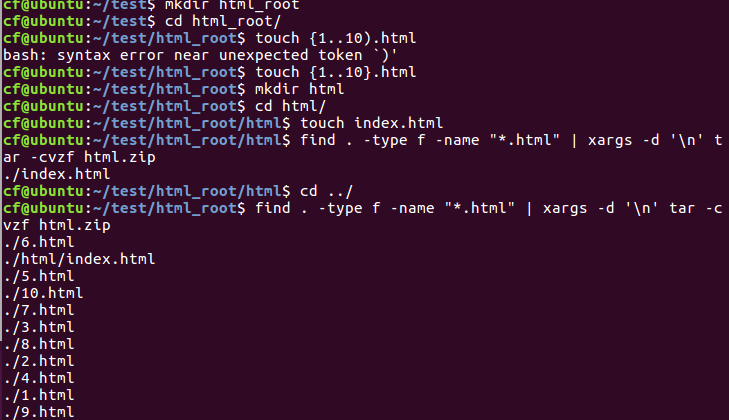 cf@ubuntu:~/test$ mkdir html_root
cf@ubuntu:~/test$ cd html_root/
cf@ubuntu:~/test/html_root$ touch {1..10).html
bash: syntax error near unexpected token `)'
cf@ubuntu:~/test/html_root$ touch {1..10}.html
cf@ubuntu:~/test/html_root$ mkdir html
cf@ubuntu:~/test/html_root$ cd html/
cf@ubuntu:~/test/html_root/html$ touch index.html
cf@ubuntu:~/test/html_root/html$ find . -type f -name "*.html" | xargs -d '\n' t
ar -cvzf html.zip
./index.html
cf@ubuntu:~/test/html_root/html$ cd ../
cf@ubuntu:~/test/html_root$ find . -type f -name "*.html" | xargs -d '\n' tar -c
vzf html.zip
./6.html
./html/index.html
./5.html
./10.html
./7.html
./3.html
./8.html
./2.html
./4.html
./1.html
./9.html